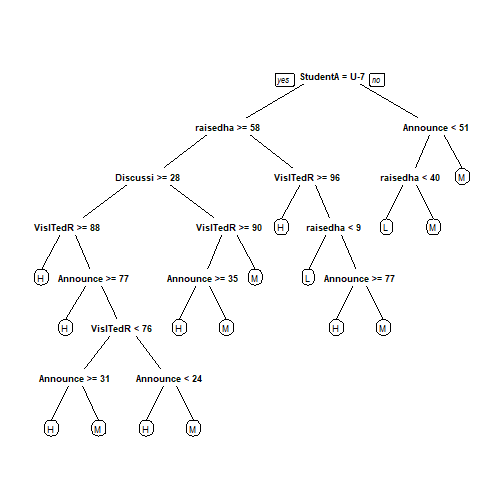 yes StudentA = U-7 no
raisedha >= 58 Announce < 51
Discussi >= 28 VisITedR >= 96 raisedha < 40 M
VisITedR >= 88 VisITedR >= 90 H raisedha < 9 L M
H Announce >= 77 Announce >= 35 M L Announce >= 77
H VisITedR < 76 H M H M
Announce >= 31 Announce < 24
H M H M